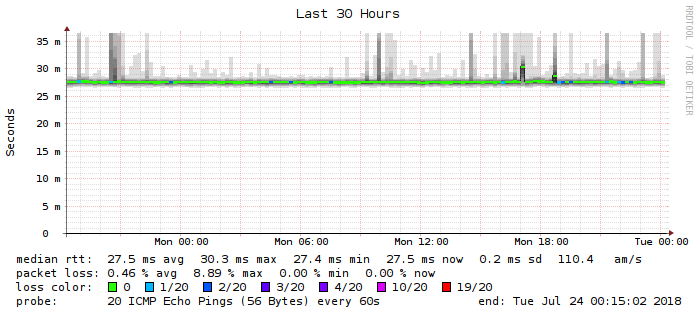 Last 30 Hours
RRDTOOL / TOBI OETIKER
Seconds
35 m
30 m
25 m
20 m
15 m
10 m
5 m
0
Mon 00:00 Mon 06:00 Mon 12:00 Mon 18:00 Tue 00:00
median rtt: 27.5 ms avg 30.3 ms max 27.4 ms min 27.5 ms now 0.2 ms sd 110.4 am/s
packet loss: 0.46 % avg 8.89 % max 0.00 % min 0.00 % now
loss color: 0 1/20 2/20 3/20 4/20 10/20 19/20
probe: 20 ICMP Echo Pings (56 Bytes) every 60s end: Tue Jul 24 00:15:02 2018